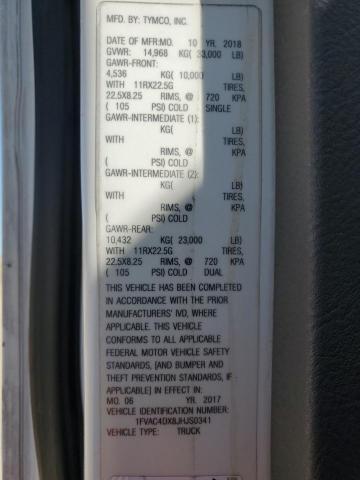 MFD. BY: TYMCO, INC.
DATE OF MFR:MO. 10 YR. 2018
GVWR: 14,968 KG( 33,000 LB)
GAWR-FRONT:
4,536 KG( 10,000 LB)
WITH 11RX22.5G TIRES,
22.5X8.25 RIMS, @ 720 KPA
( 105 PSI) COLD SINGLE
GAWR-INTERMEDIATE (1):
KG( LB)
WITH TIRES,
RIMS, @ KPA
( PSI) COLD
GAWR-INTERMEDIATE (2):
KG( LB)
WITH TIRES,
RIMS, @ KPA
( PSI) COLD
GAWR-REAR:
10,432 KG( 23,000 LB)
WITH 11RX22.5G TIRES,
22.5X8.25 RIMS, @ 720 KPA
( 105 PSI) COLD DUAL
THIS VEHICLE HAS BEEN COMPLETED
IN ACCORDANCE WITH THE PRIOR
MANUFACTURERS' IVD, WHERE
APPLICABLE. THIS VEHICLE
CONFORMS TO ALL APPLICABLE
FEDERAL MOTOR VEHICLE SAFETY
STANDARDS, [AND BUMPER AND
THEFT PREVENTION STANDARDS, IF
APPLICABLE] IN EFFECT IN
MO. 06 YR. 2017
VEHICLE IDENTIFICATION NUMBER:
1FVAC4DX8JHJS0341
VEHICLE TYPE: TRUCK